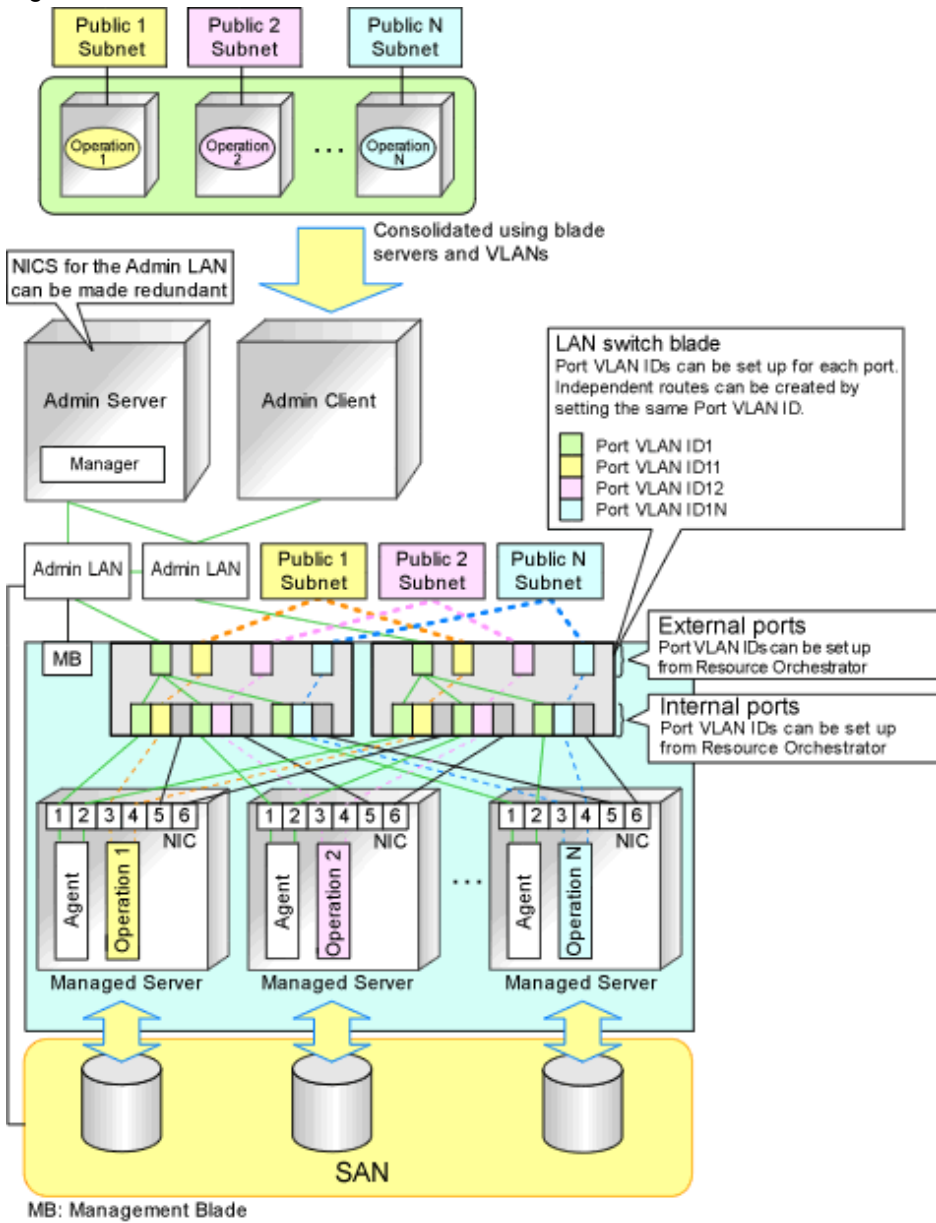 Public 1
Subnet
Public 2
Subnet
Public N
Subnet
Operation
1
Operation
2
...
Operation
N
Consolidated using blade
servers and VLANs
NICS for the Admin LAN
can be made redundant
Admin Server
Manager
Admin Client
LAN switch blade
Port VLAN IDs can be set up for each port.
Independent routes can be created by
setting the same Port VLAN ID.
Port VLAN ID1
Port VLAN ID11
Port VLAN ID12
Port VLAN ID1N
Admin LAN
Admin LAN
Public 1
Subnet
Public 2
Subnet
Public N
Subnet
MB
External ports
Port VLAN IDs can be set up
from Resource Orchestrator
Internal ports
Port VLAN IDs can be set up
from Resource Orchestrator
1 2 3 4 5 6
NIC
Agent
Operation 1
Managed Server
1 2 3 4 5 6
NIC
Agent
Operation 2
Managed Server
...
1 2 3 4 5 6
NIC
Agent
Operation N
Managed Server
SAN
MB: Management Blade